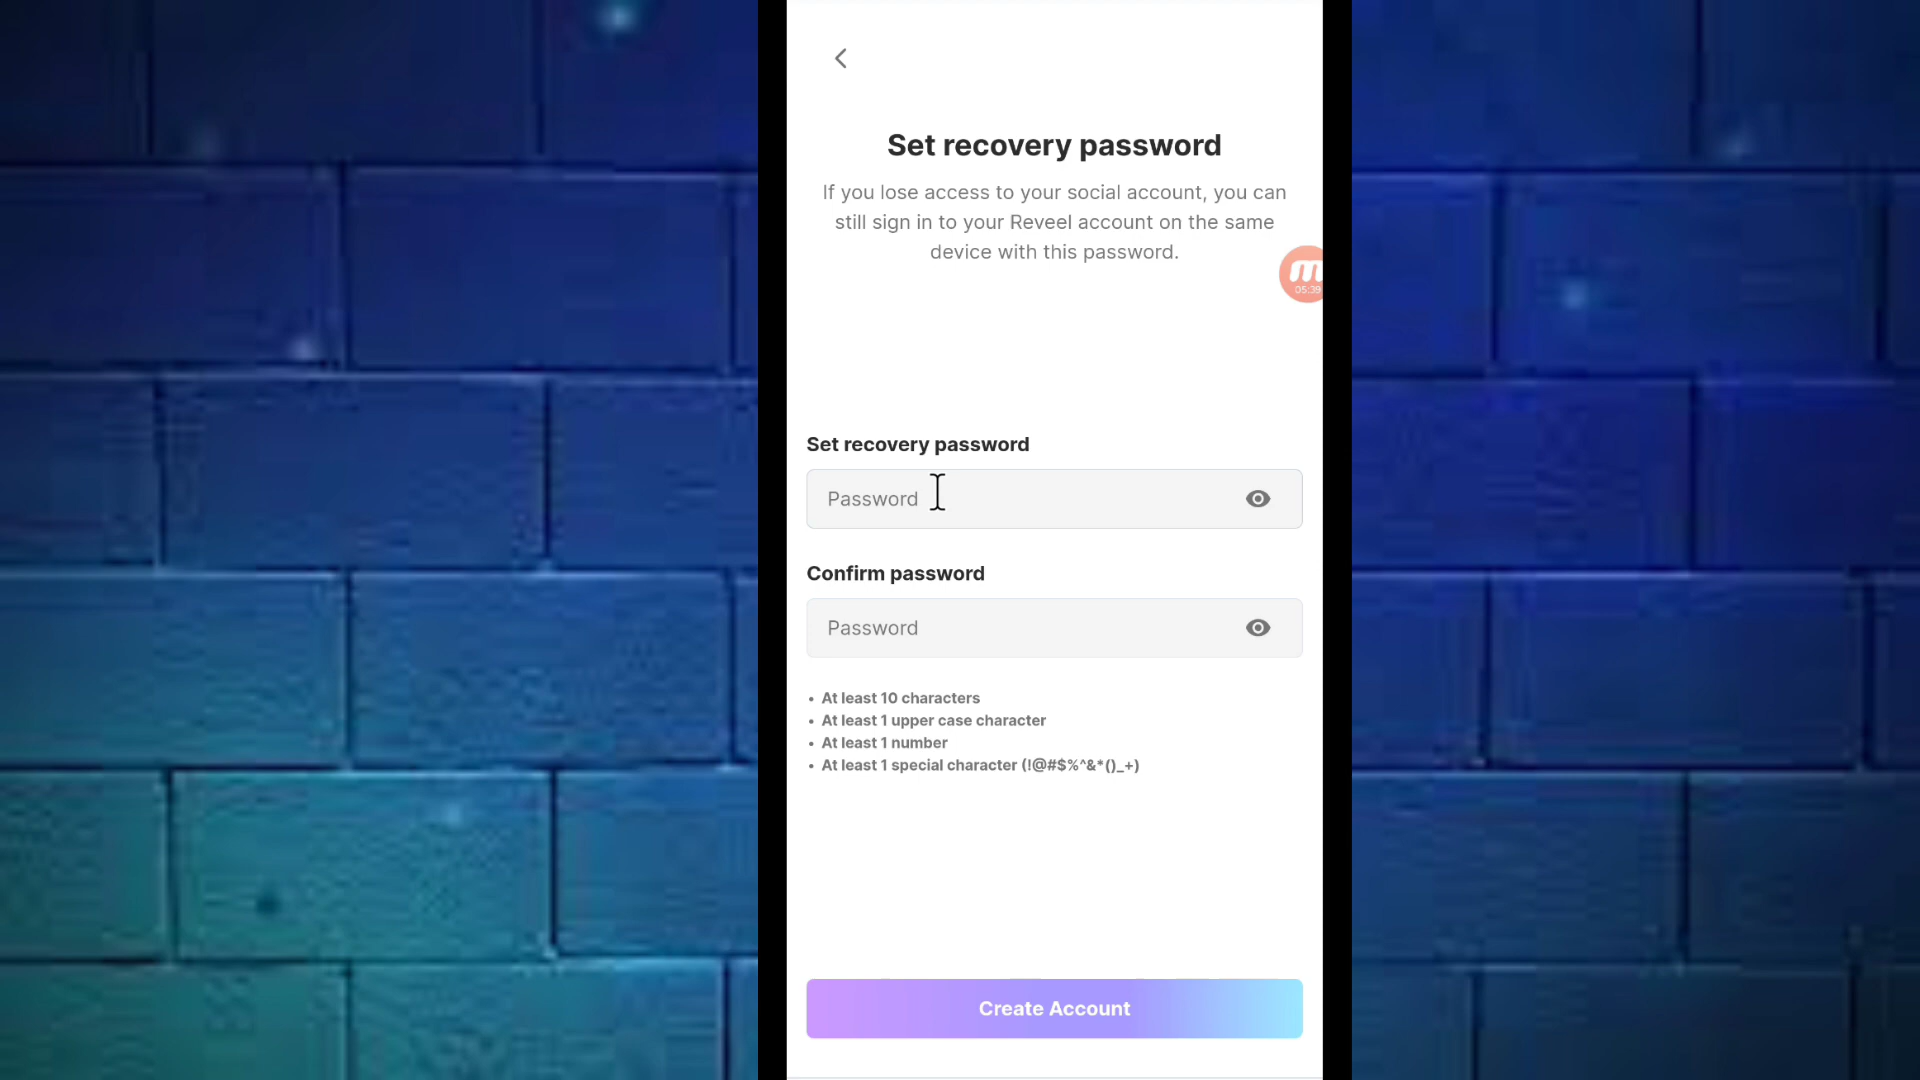 Set recovery password
If you lose access to your social account, you can
still sign in to your Reveel account on the same
device with this password.
05:39
Set recovery password
Password
Confirm password
Password
• At least 10 characters
• At least 1 upper case character
• At least 1 number
• At least 1 special character (!@#$%^&*()_+)
Create Account